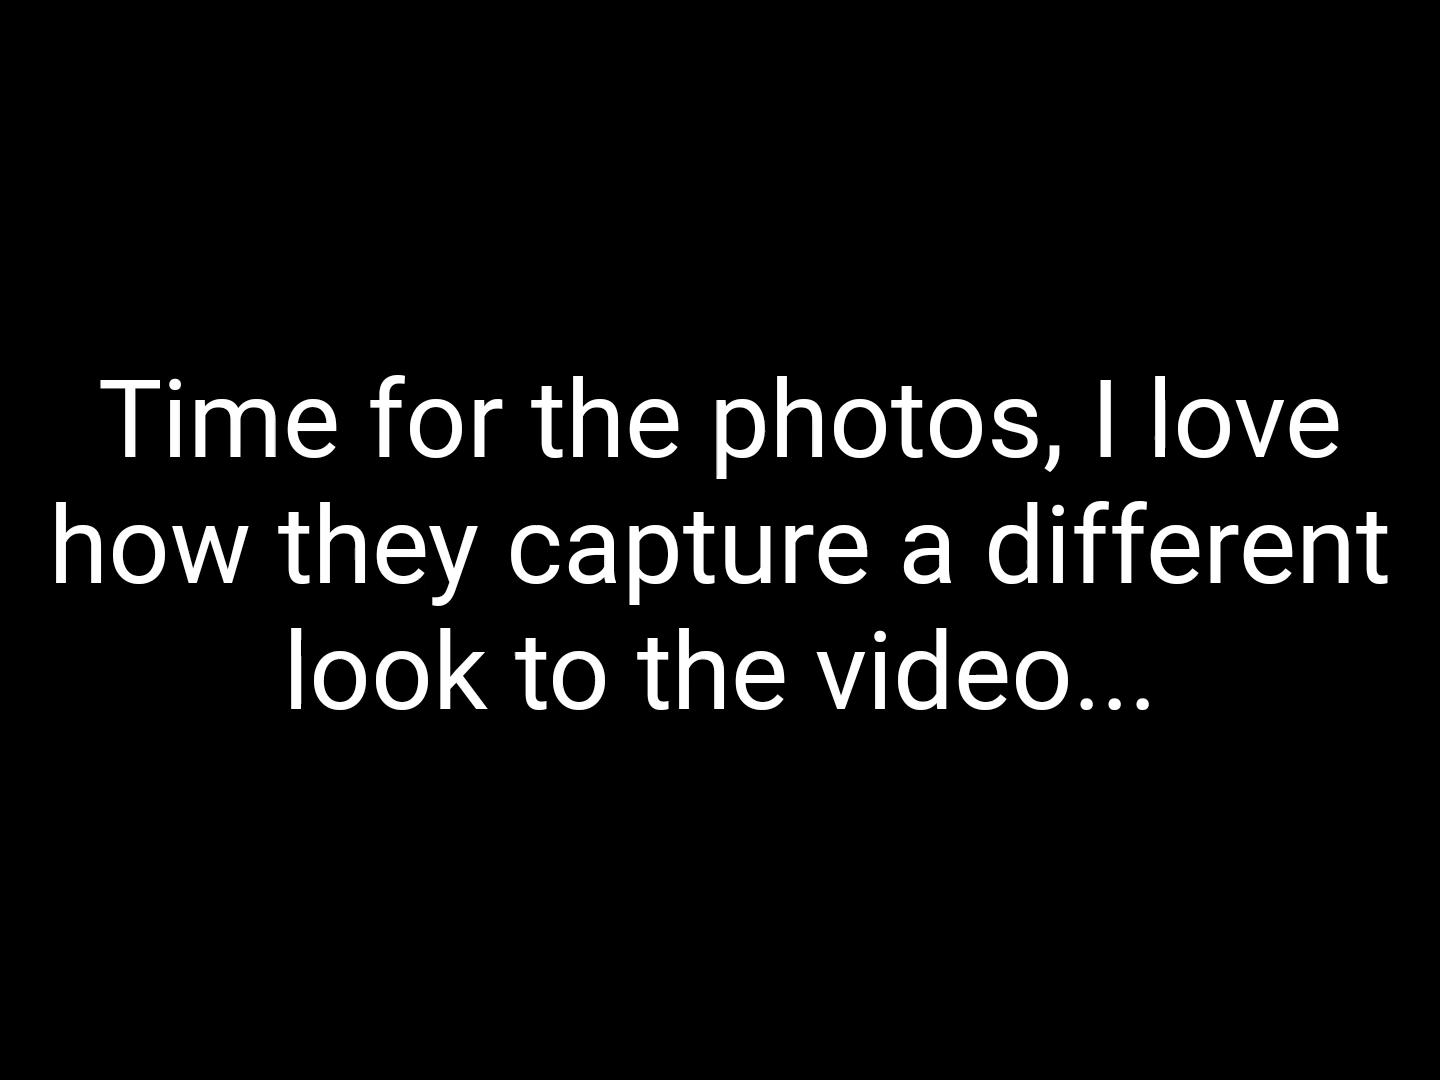 Time for the photos, I love
how they capture a different
look to the video...